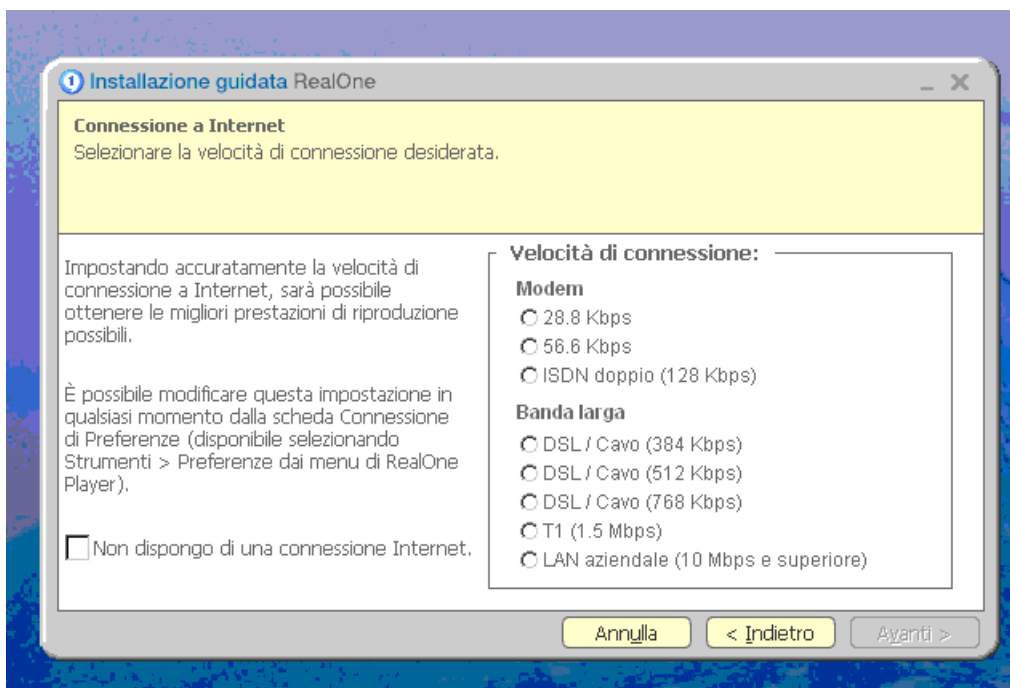 Installazione guidata RealOne
Connessione a Internet
Selezionare la velocità di connessione desiderata.
Impostando accuratamente la velocità di
connessione a Internet, sarà possibile
ottenere le migliori prestazioni di riproduzione
possibili.
È possibile modificare questa impostazione in
qualsiasi momento dalla scheda Connessione
di Preferenze (disponibile selezionando
Strumenti > Preferenze dai menu di RealOne
Player).
Non dispongo di una connessione Internet.
Velocità di connessione:
Modem
28.8 Kbps
56.6 Kbps
ISDN doppio (128 Kbps)
Banda larga
DSL / Cavo (384 Kbps)
DSL / Cavo (512 Kbps)
DSL / Cavo (768 Kbps)
T1 (1.5 Mbps)
LAN aziendale (10 Mbps e superiore)
Annulla
< Indietro
Avanti >